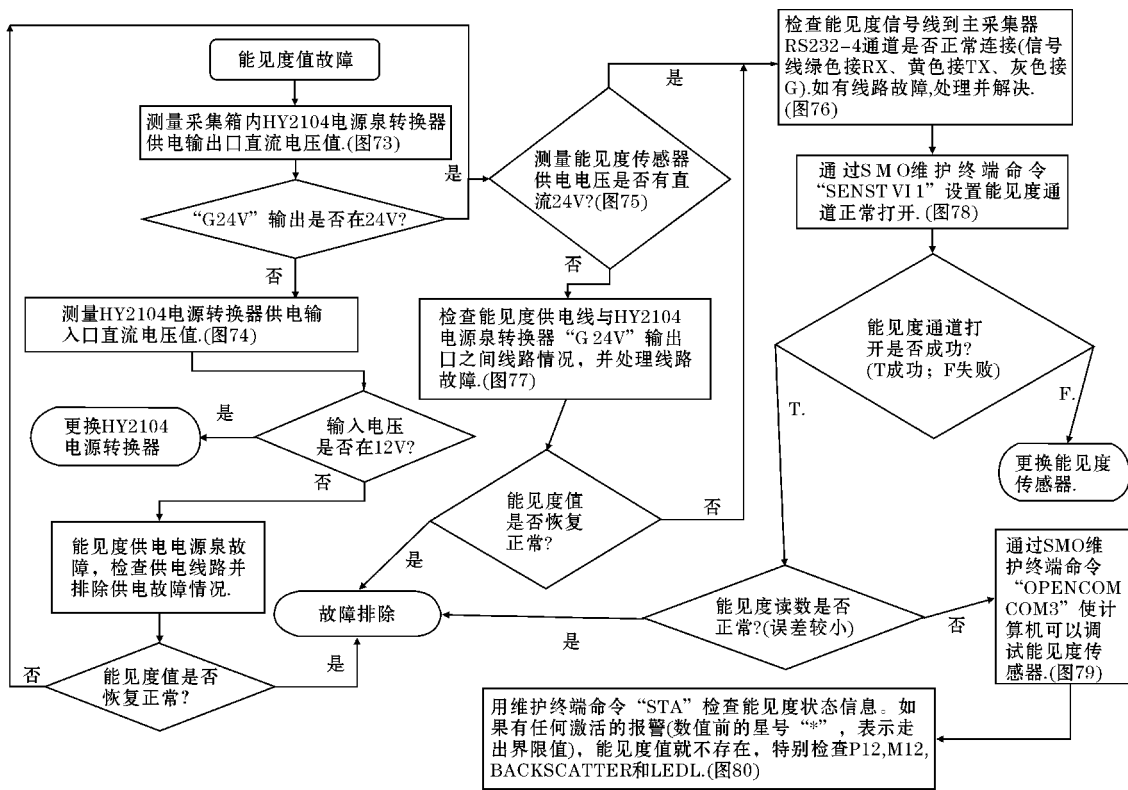 能见度值故障
测量采集箱内HY2104电源泉转换器
供电输出口直流电压值.(图73)
“G24V”输出是否在24V?
是
否
测量HY2104电源转换器供电输
入口直流电压值.(图74)
输入电压
是否在12V?
是
更换HY2104
电源转换器
否
能见度供电电源泉故
障，检查供电线路并
排除供电故障情况.
能见度值是否
恢复正常?
否
是
故障排除
测量能见度传感器
供电电压是否有直
流24V?(图75)
是
否
检查能见度供电线与HY2104
电源泉转换器“G24V”输出
口之间线路情况，并处理线路
故障.(图77)
能见度值
是否恢复
正常?
是
否
检查能见度信号线到主采集器
RS232-4通道是否正常连接(信号
线绿色接RX、黄色接TX、灰色接
G).如有线路故障,处理并解决.
(图76)
通过SMO维护终端命令
“SENST VI 1”设置能见度通
道正常打开.(图78)
能见度通道打
开是否成功?
(T成功；F失败)
T.
F.
更换能见度
传感器.
能见度读数是否
正常?(误差较小)
是
否
通过SMO维
护终端命令
“OPENCOM
COM3”使计
算机可以调
试能见度传
感器.(图79)
用维护终端命令“STA”检查能见度状态信息。如
果有任何激活的报警(数值前的星号“*”，表示走
出界限值)，能见度值就不存在，特别检查P12,M12,
BACKSCATTER和LEDL.(图80)